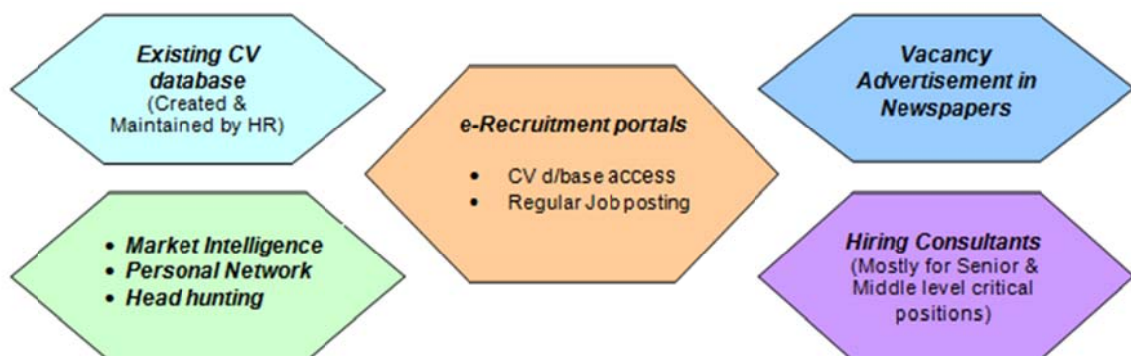 Existing CV
database
(Created &
Maintained by HR)
• Market Intelligence
• Personal Network
• Head hunting
e-Recruitment portals
• CV d/base access
• Regular Job posting
Vacancy
Advertisement in
Newspapers
Hiring Consultants
(Mostly for Senior &
Middle level critical
positions)